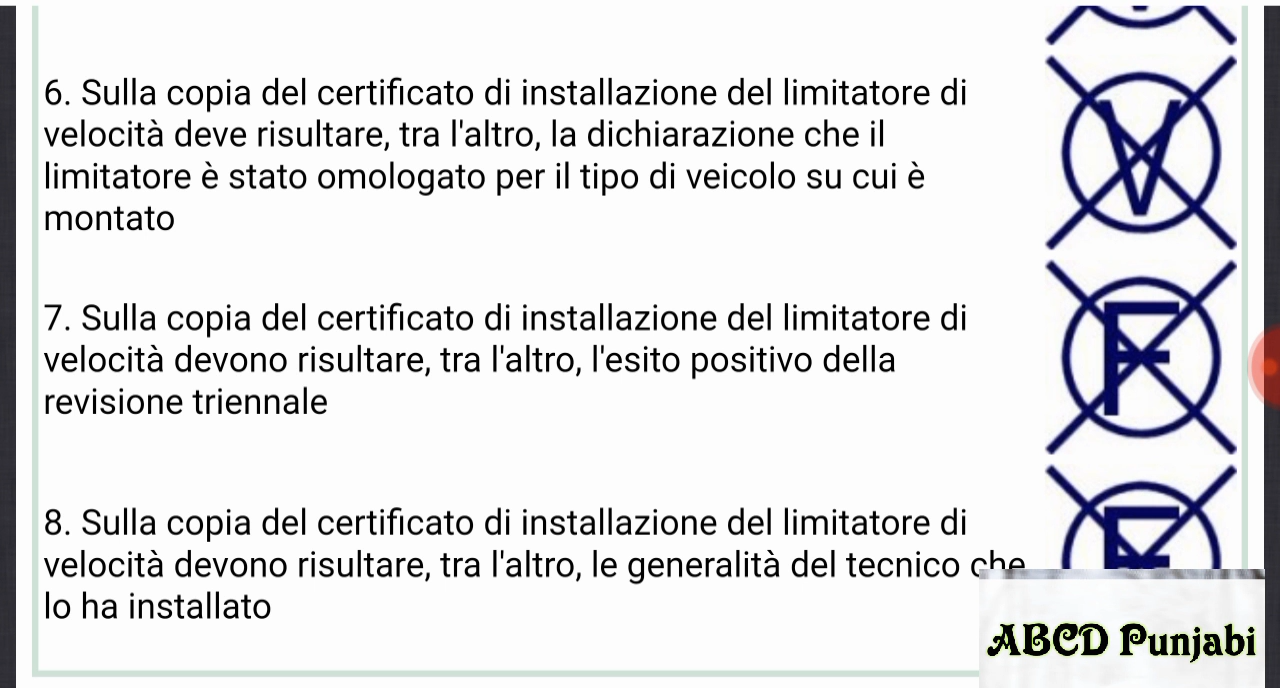 6. Sulla copia del certificato di installazione del limitatore di
velocità deve risultare, tra l'altro, la dichiarazione che il
limitatore è stato omologato per il tipo di veicolo su cui è
montato
V
7. Sulla copia del certificato di installazione del limitatore di
velocità devono risultare, tra l'altro, l'esito positivo della
revisione triennale
F
8. Sulla copia del certificato di installazione del limitatore di
velocità devono risultare, tra l'altro, le generalità del tecnico che
lo ha installato
F
ABCD Punjabi